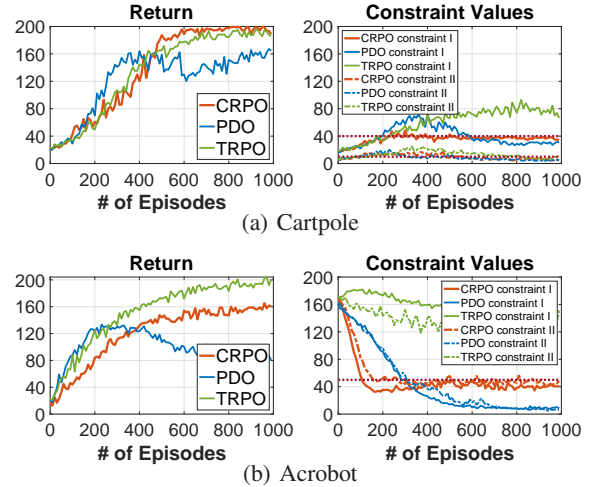 Return
200
160
120
80
40
0
0 200 400 600 800 1000
# of Episodes
CRPO
PDO
TRPO
Constraint Values
200
160
120
80
40
0
0 200 400 600 800 1000
# of Episodes
CRPO constraint I
PDO constraint I
TRPO constraint I
CRPO constraint II
PDO constraint II
TRPO constraint II
(a) Cartpole
Return
200
160
120
80
40
0
0 200 400 600 800 1000
# of Episodes
CRPO
PDO
TRPO
Constraint Values
200
160
120
80
40
0
0 200 400 600 800 1000
# of Episodes
CRPO constraint I
PDO constraint I
TRPO constraint I
CRPO constraint II
PDO constraint II
TRPO constraint II
(b) Acrobot